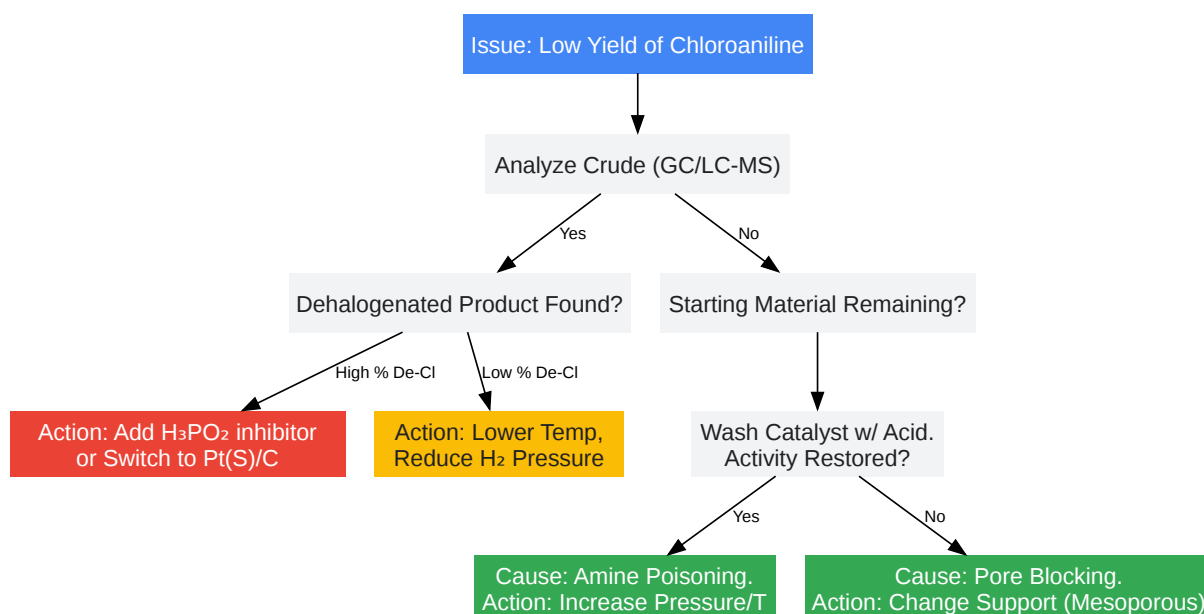 Issue: Low Yield of Chloroaniline
Analyze Crude (GC/LC-MS)
Yes
No
Dehalogenated Product Found?
Starting Material Remaining?
High % De-Cl
Low % De-Cl
Action: Add H₃PO₂ inhibitor
or Switch to Pt(S)/C
Action: Lower Temp,
Reduce H₂ Pressure
Wash Catalyst w/ Acid.
Activity Restored?
Yes
No
Cause: Amine Poisoning.
Action: Increase Pressure/T
Cause: Pore Blocking.
Action: Change Support (Mesoporous)